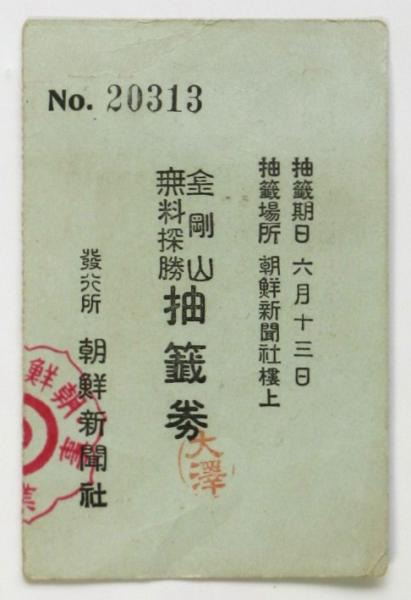 No. 20313
抽籤期日 六月十三日
抽籤場所 朝鮮新聞社樓上
金剛山
無料探勝
抽籤券
發行所 朝鮮新聞社
大澤
朝鮮